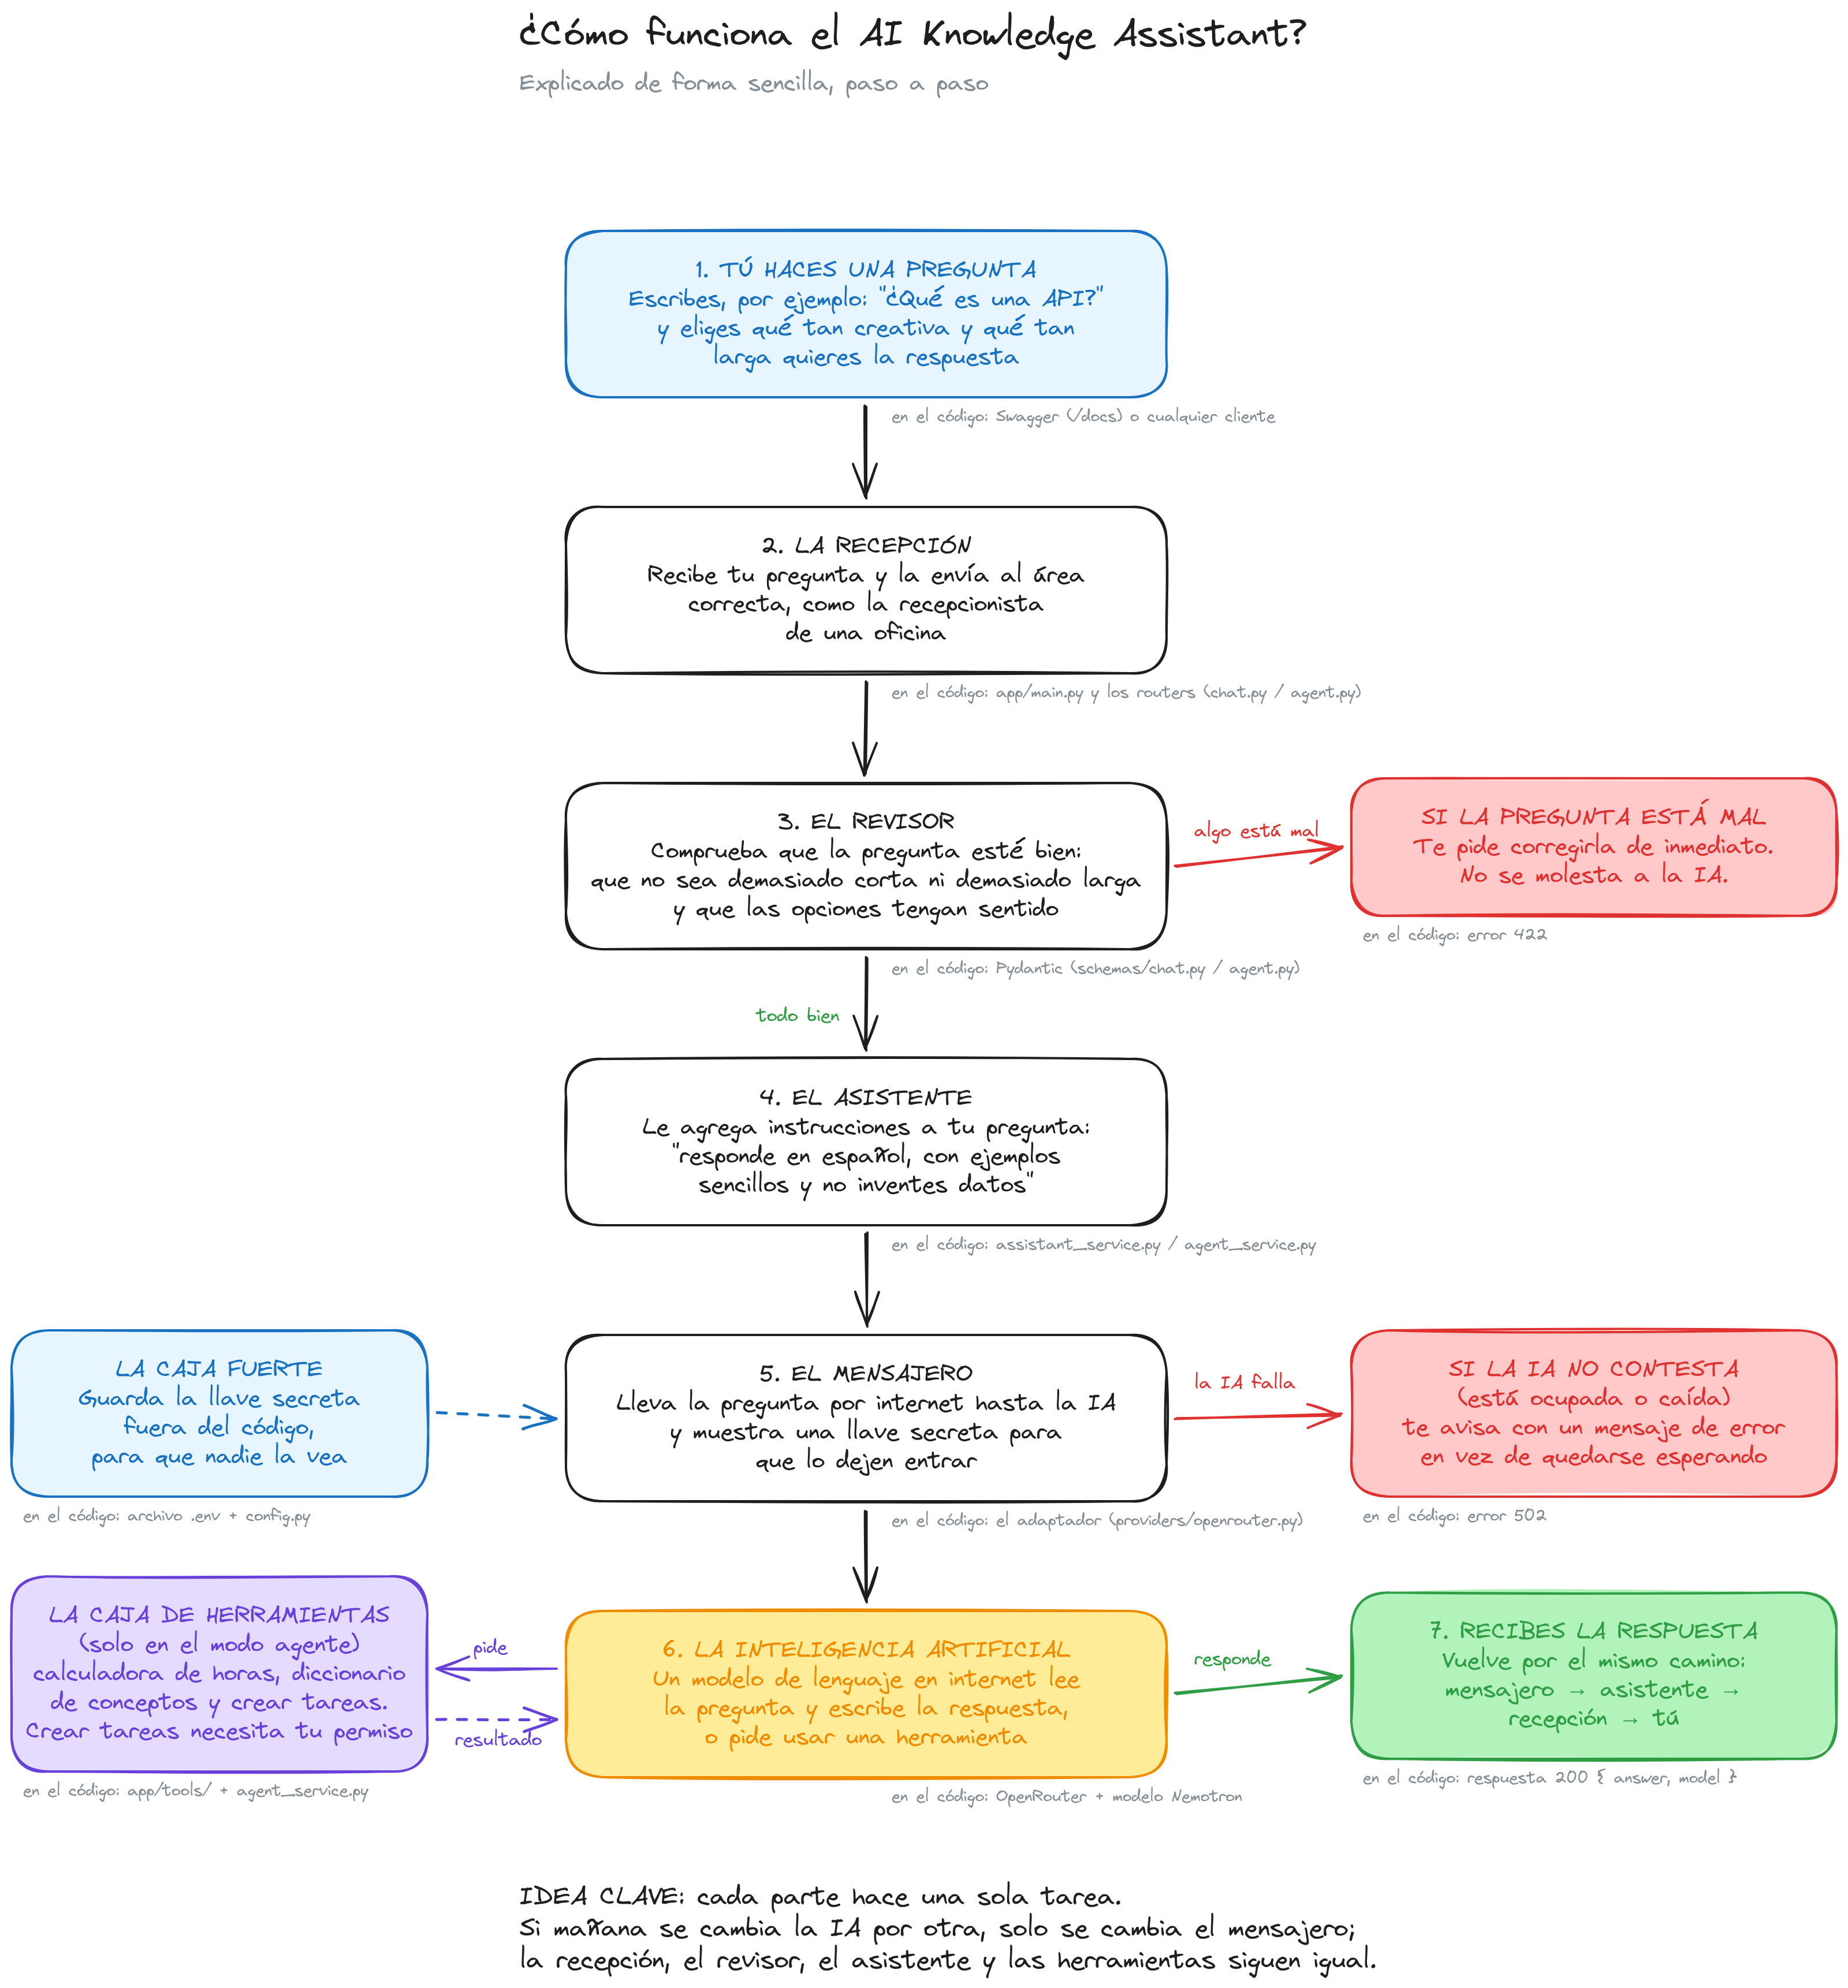 ¿Cómo funciona el AI Knowledge Assistant?
Explicado de forma sencilla, paso a paso
1. TÚ HACES UNA PREGUNTA
Escribes, por ejemplo: "¿Qué es una API?"
y eliges qué tan creativa y qué tan
larga quieres la respuesta
en el código: Swagger (/docs) o cualquier cliente
2. LA RECEPCIÓN
Recibe tu pregunta y la envía al área
correcta, como la recepcionista
de una oficina
en el código: app/main.py y los routers (chat.py / agent.py)
3. EL REVISOR
Comprueba que la pregunta esté bien:
que no sea demasiado corta ni demasiado larga
y que las opciones tengan sentido
en el código: Pydantic (schemas/chat.py / agent.py)
algo está mal
SI LA PREGUNTA ESTÁ MAL
Te pide corregirla de inmediato.
No se molesta a la IA.
en el código: error 422
todo bien
4. EL ASISTENTE
Le agrega instrucciones a tu pregunta:
"responde en español, con ejemplos
sencillos y no inventes datos"
en el código: assistant_service.py / agent_service.py
LA CAJA FUERTE
Guarda la llave secreta
fuera del código,
para que nadie la vea
en el código: archivo .env + config.py
5. EL MENSAJERO
Lleva la pregunta por internet hasta la IA
y muestra una llave secreta para
que lo dejen entrar
en el código: el adaptador (providers/openrouter.py)
la IA falla
SI LA IA NO CONTESTA
(está ocupada o caída)
te avisa con un mensaje de error
en vez de quedarse esperando
en el código: error 502
LA CAJA DE HERRAMIENTAS
(solo en el modo agente)
calculadora de horas, diccionario
de conceptos y crear tareas.
Crear tareas necesita tu permiso
en el código: app/tools/ + agent_service.py
pide
resultado
6. LA INTELIGENCIA ARTIFICIAL
Un modelo de lenguaje en internet lee
la pregunta y escribe la respuesta,
o pide usar una herramienta
en el código: OpenRouter + modelo Nemotron
responde
7. RECIBES LA RESPUESTA
Vuelve por el mismo camino:
mensajero → asistente →
recepción → tú
en el código: respuesta 200 { answer, model }
IDEA CLAVE: cada parte hace una sola tarea.
Si mañana se cambia la IA por otra, solo se cambia el mensajero;
la recepción, el revisor, el asistente y las herramientas siguen igual.